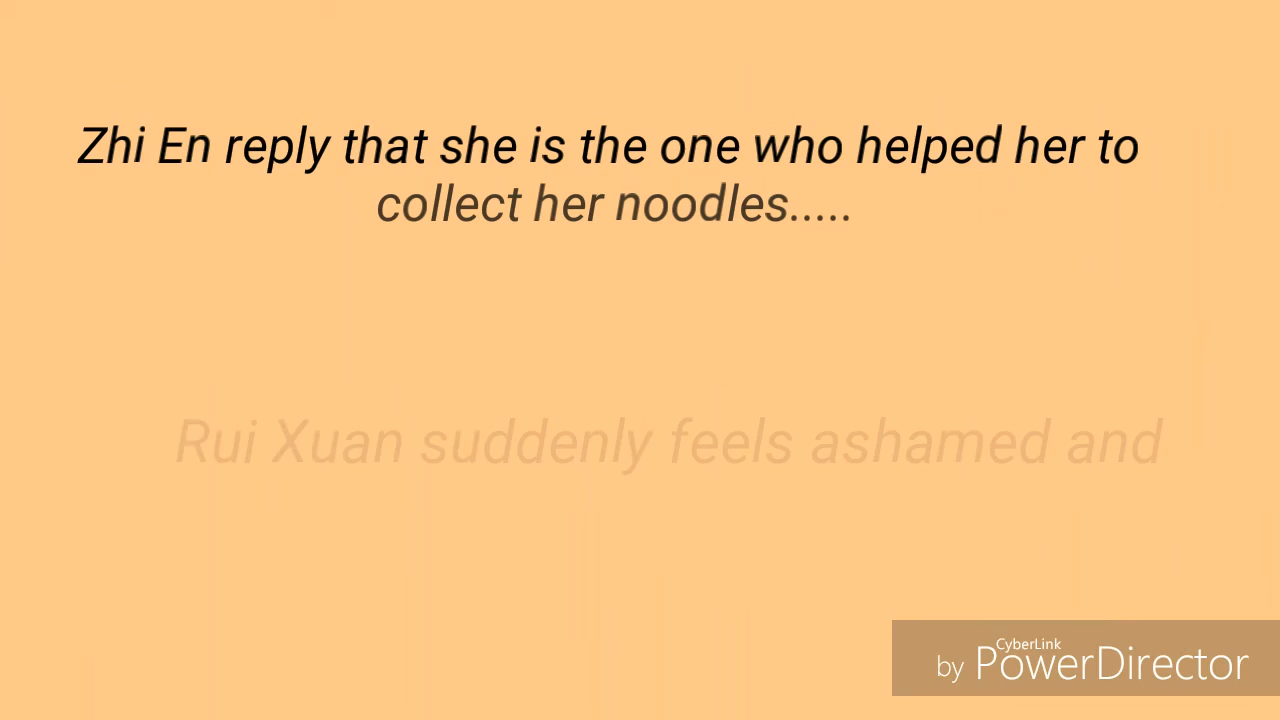 Zhi En reply that she is the one who helped her to
collect her noodles.....
Rui Xuan suddenly feels ashamed and
CyberLink
by PowerDirector